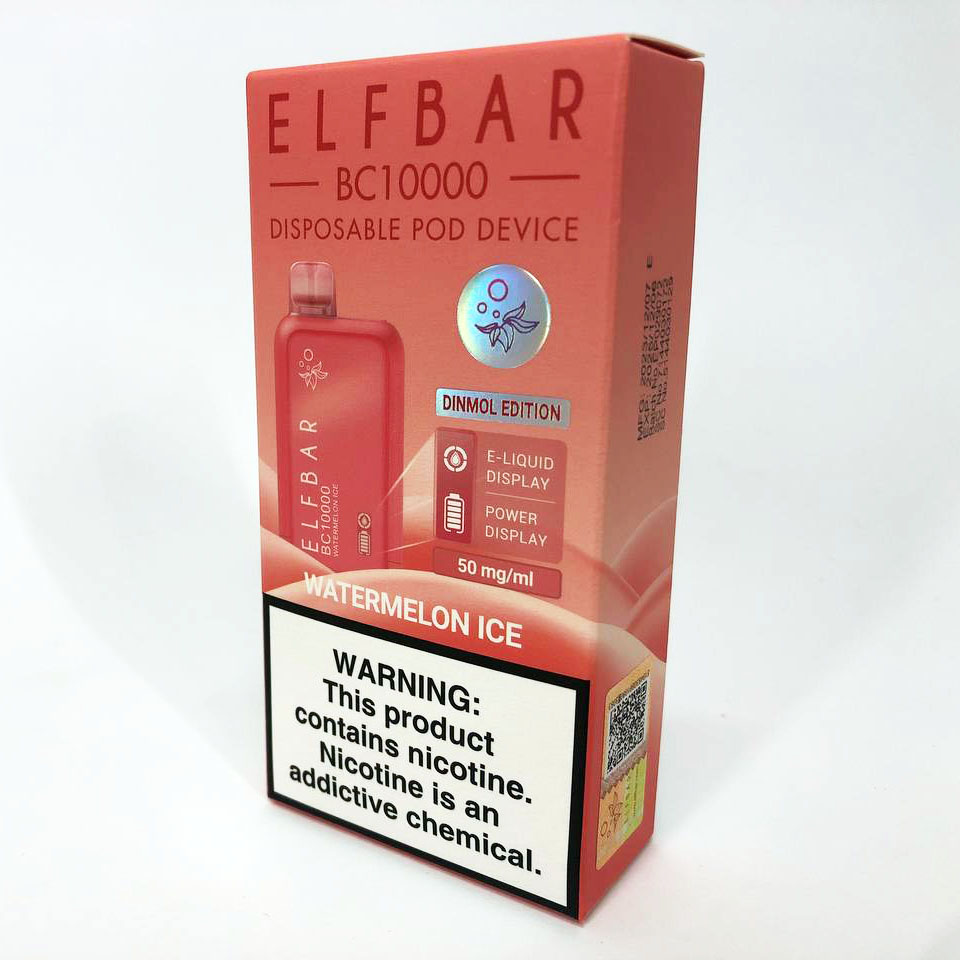 ELFBAR
BC10000
DISPOSABLE POD DEVICE
DINMOL EDITION
E-LIQUID
DISPLAY
POWER
DISPLAY
50 mg/ml
ELFBAR
BC10000
WATERMELON ICE
WATERMELON ICE
WARNING:
This product
contains nicotine.
Nicotine is an
addictive chemical.